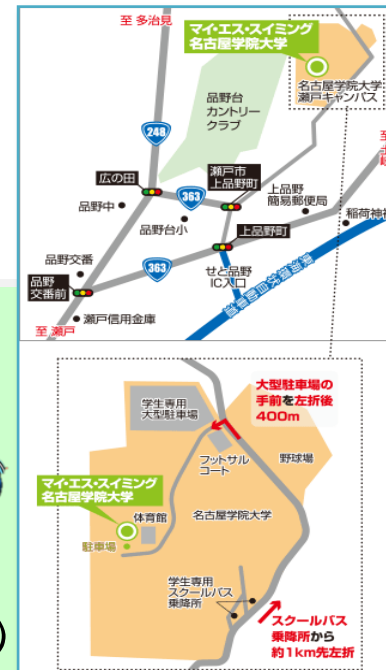 至 多治見
マイ・エス・スイミング
名古屋学院大学
名古屋学院大学
瀬戸キャンパス
品野台
カントリー
クラブ
248
広の田
363
瀬戸市
上品野町
上品野
簡易郵便局
品野中
品野台小
上品野町
稲荷神社
品野交番
363
せと品野
IC入口
品野
交番前
東海環状自動車道
至 瀬戸
瀬戸信用金庫
大型駐車場の
手前を左折後
400m
学生専用
大型駐車場
フットサル
コート
野球場
マイ・エス・スイミング
名古屋学院大学
体育館
名古屋学院大学
駐車場
学生専用
スクールバス
乗降所
スクールバス
乗降所から
約1km先左折